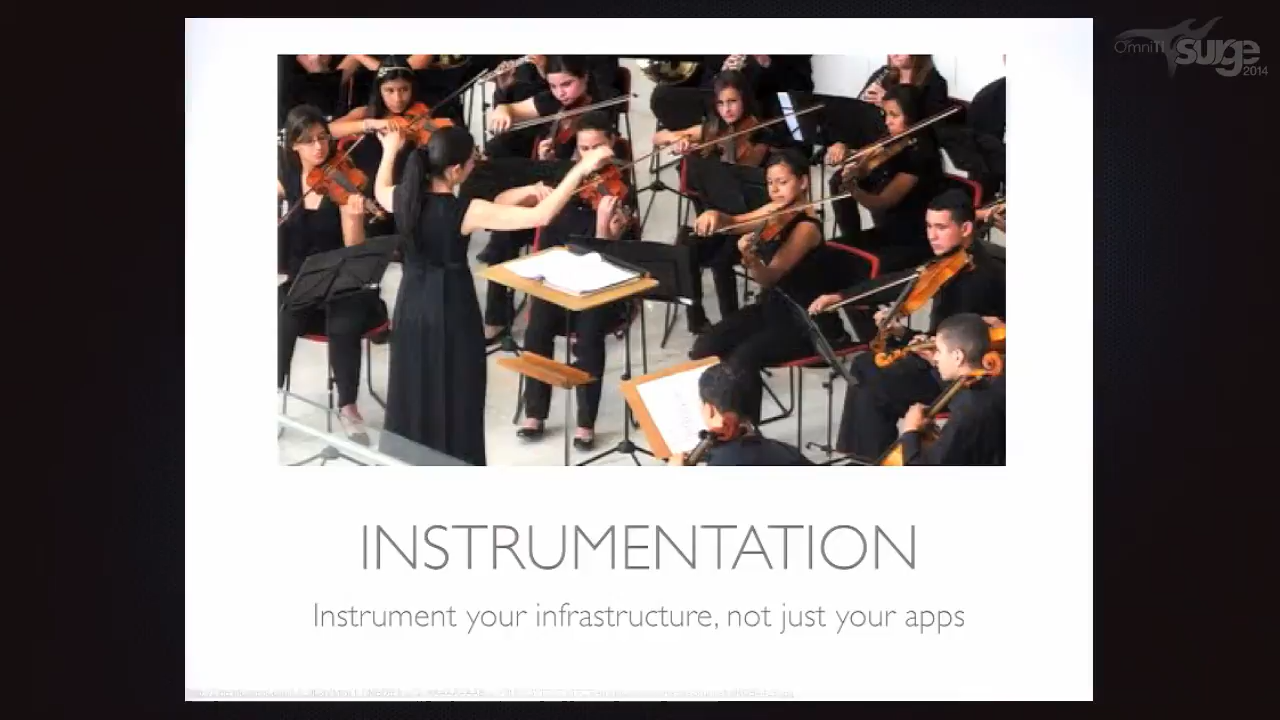 OmniTI
surge
2014
INSTRUMENTATION
Instrument your infrastructure, not just your apps